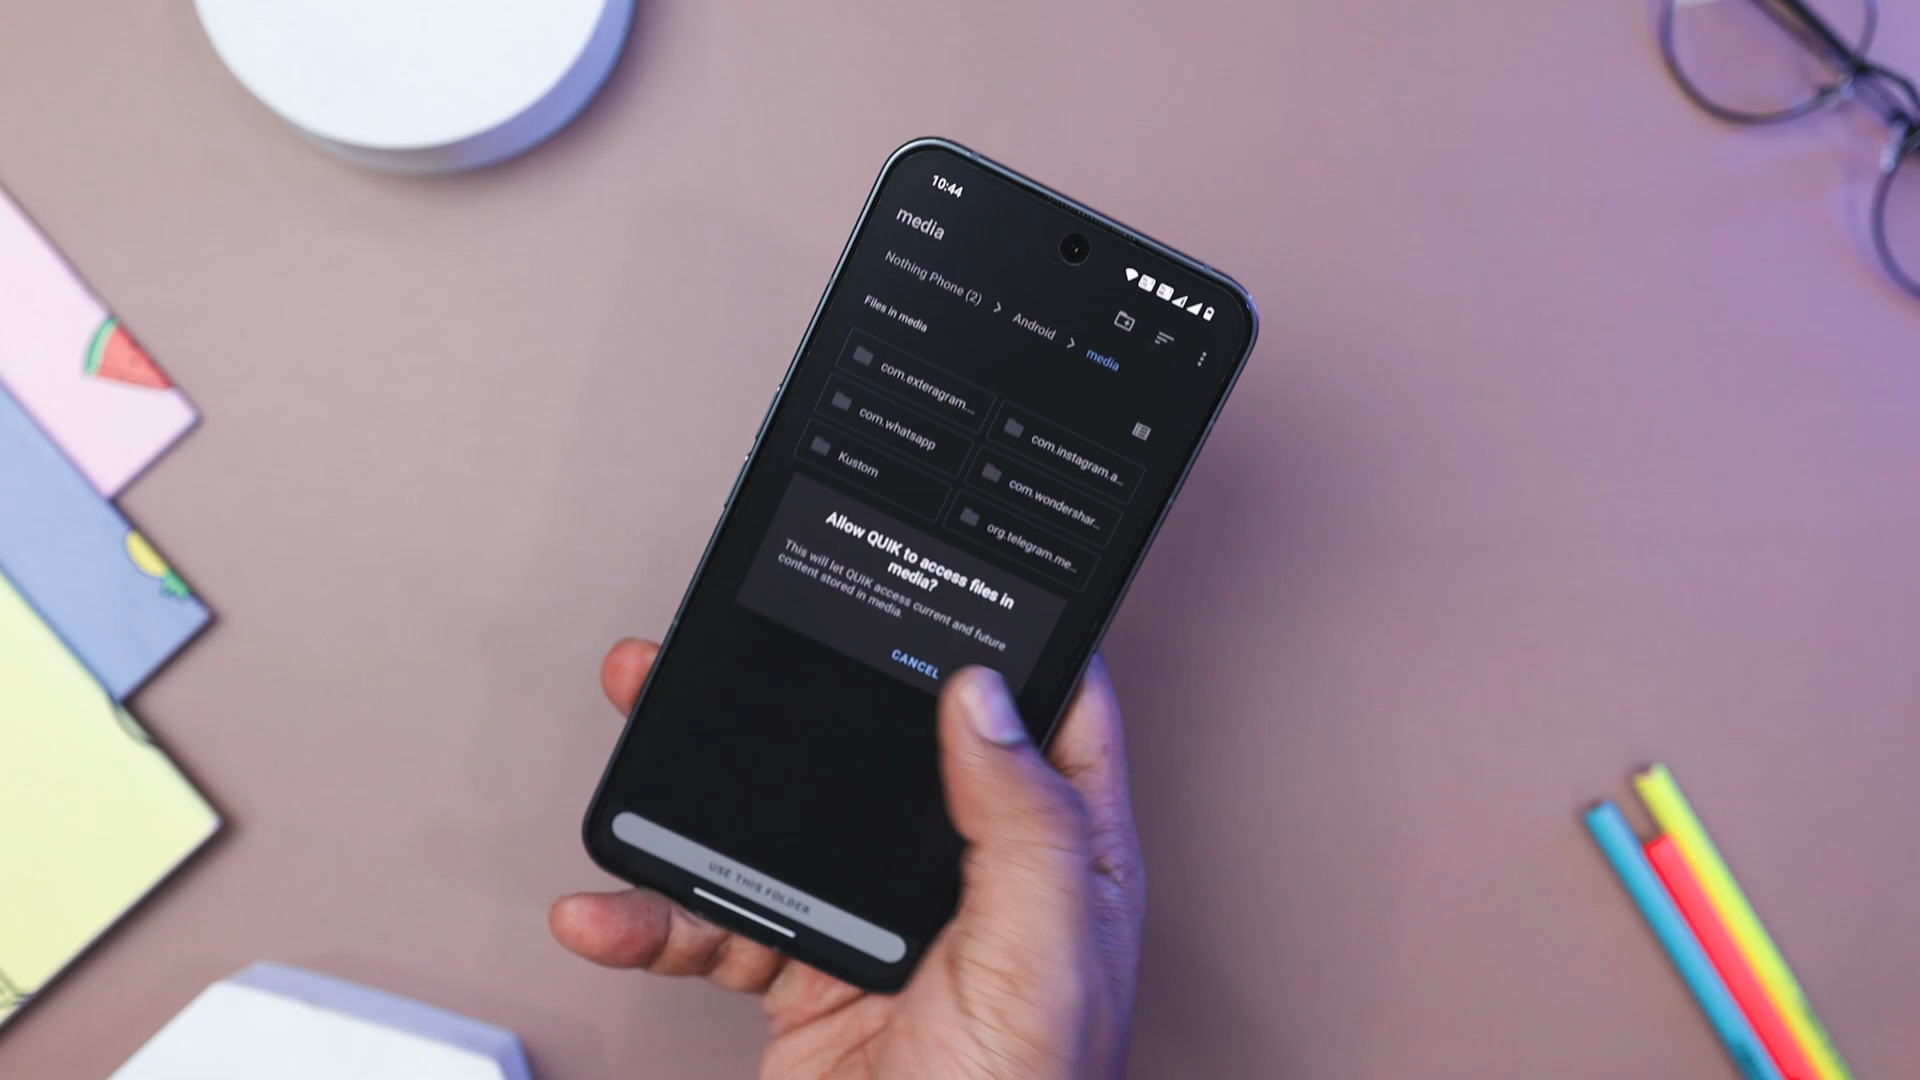 10:44
media
Nothing Phone (2) > Android > media
Files in media
com.exteragram....
com.instagram.a...
com.whatsapp
com.wondershar...
Kustom
org.telegram.me...
Allow QUIK to access files in
media?
This will let QUIK access current and future
content stored in media.
CANCEL
USE THIS FOLDER